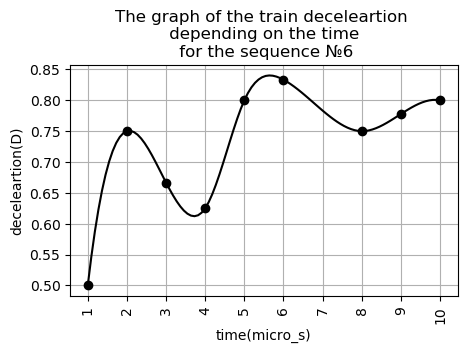 The graph of the train deceleartion
depending on the time
for the sequence №6
deceleartion(D)
0.85
0.80
0.75
0.70
0.65
0.60
0.55
0.50
1 2 3 4 5 6 7 8 9 10
time(micro_s)